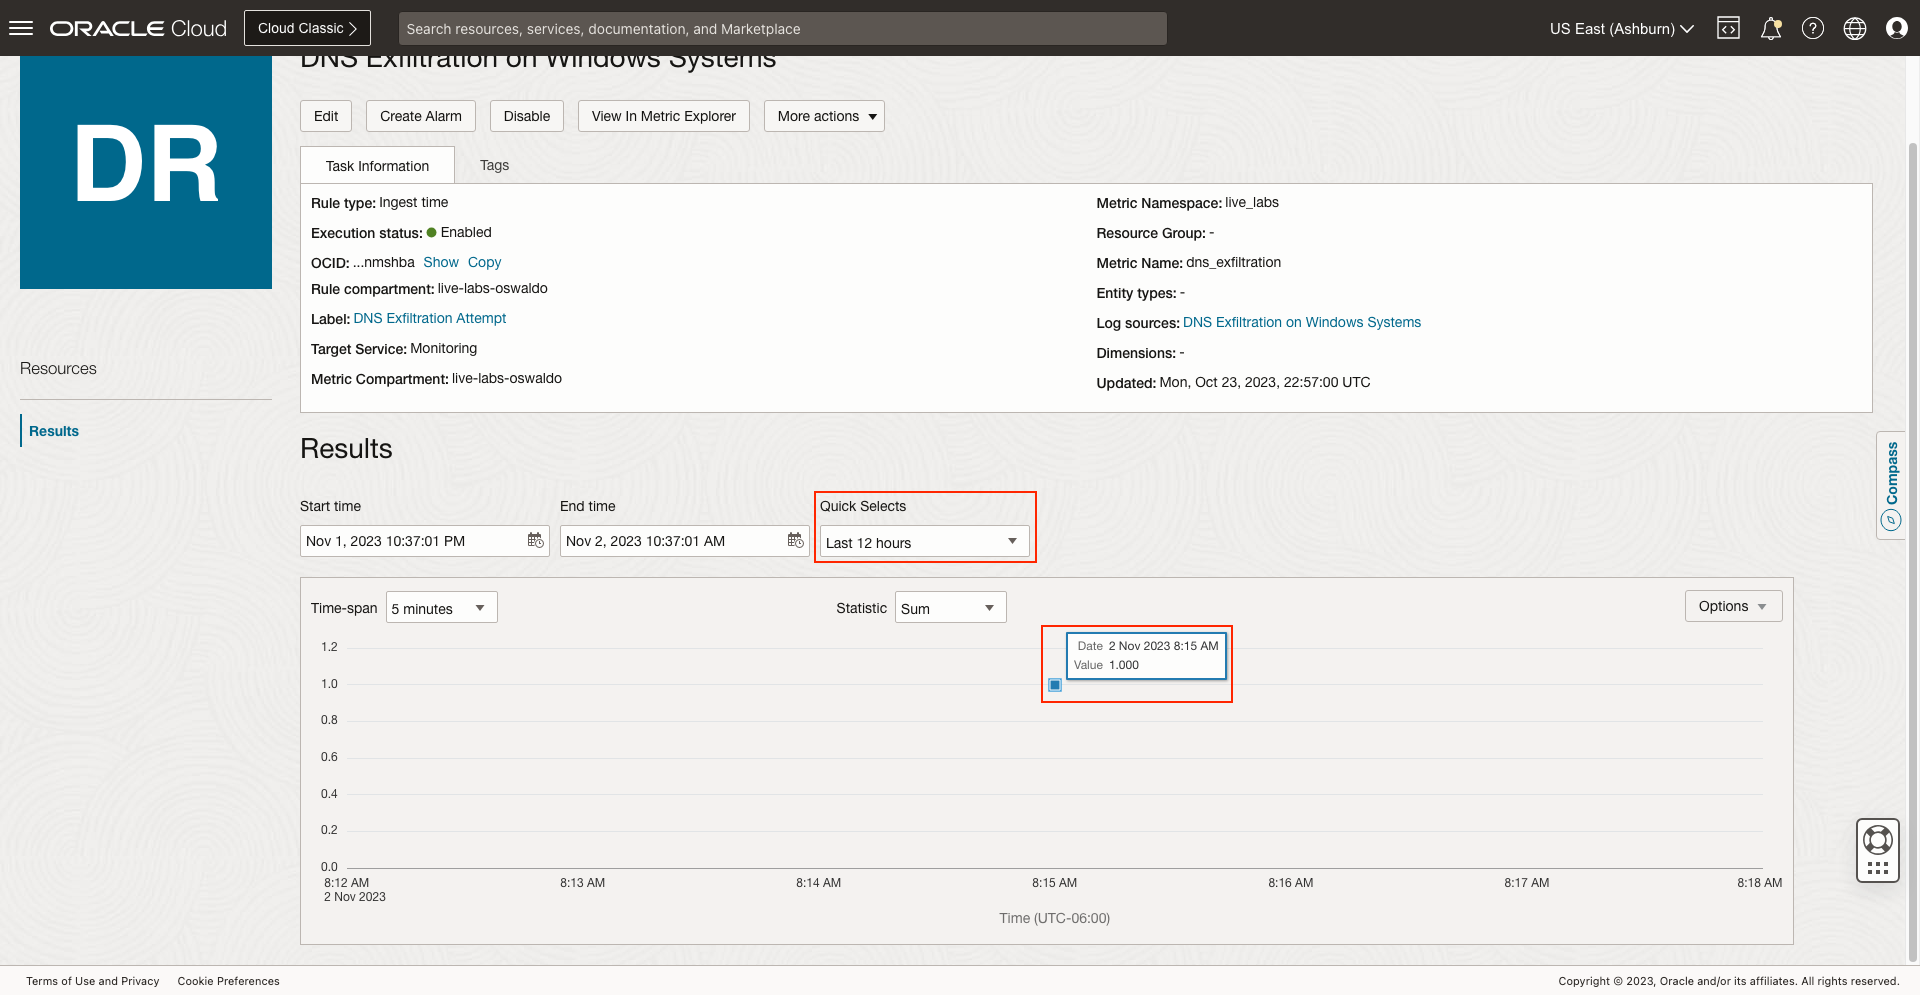 ORACLE Cloud
Cloud Classic
Search resources, services, documentation, and Marketplace
US East (Ashburn)
DNS Exfiltration on Windows Systems
DR
Edit
Create Alarm
Disable
View In Metric Explorer
More actions
Task Information
Tags
Rule type: Ingest time
Execution status: Enabled
OCID: ...nmshba Show Copy
Rule compartment: live-labs-oswaldo
Label: DNS Exfiltration Attempt
Target Service: Monitoring
Metric Compartment: live-labs-oswaldo
Metric Namespace: live_labs
Resource Group: -
Metric Name: dns_exfiltration
Entity types: -
Log sources: DNS Exfiltration on Windows Systems
Dimensions: -
Updated: Mon, Oct 23, 2023, 22:57:00 UTC
Resources
Results
Compass
Results
Start time
Nov 1, 2023 10:37:01 PM
End time
Nov 2, 2023 10:37:01 AM
Quick Selects
Last 12 hours
Time-span 5 minutes
Statistic Sum
Options
Date 2 Nov 2023 8:15 AM
Value 1.000
1.2
1.0
0.8
0.6
0.4
0.2
0.0
8:12 AM 8:13 AM 8:14 AM 8:15 AM 8:16 AM 8:17 AM 8:18 AM
2 Nov 2023
Time (UTC-06:00)
Terms of Use and Privacy
Cookie Preferences
Copyright © 2023, Oracle and/or its affiliates. All rights reserved.